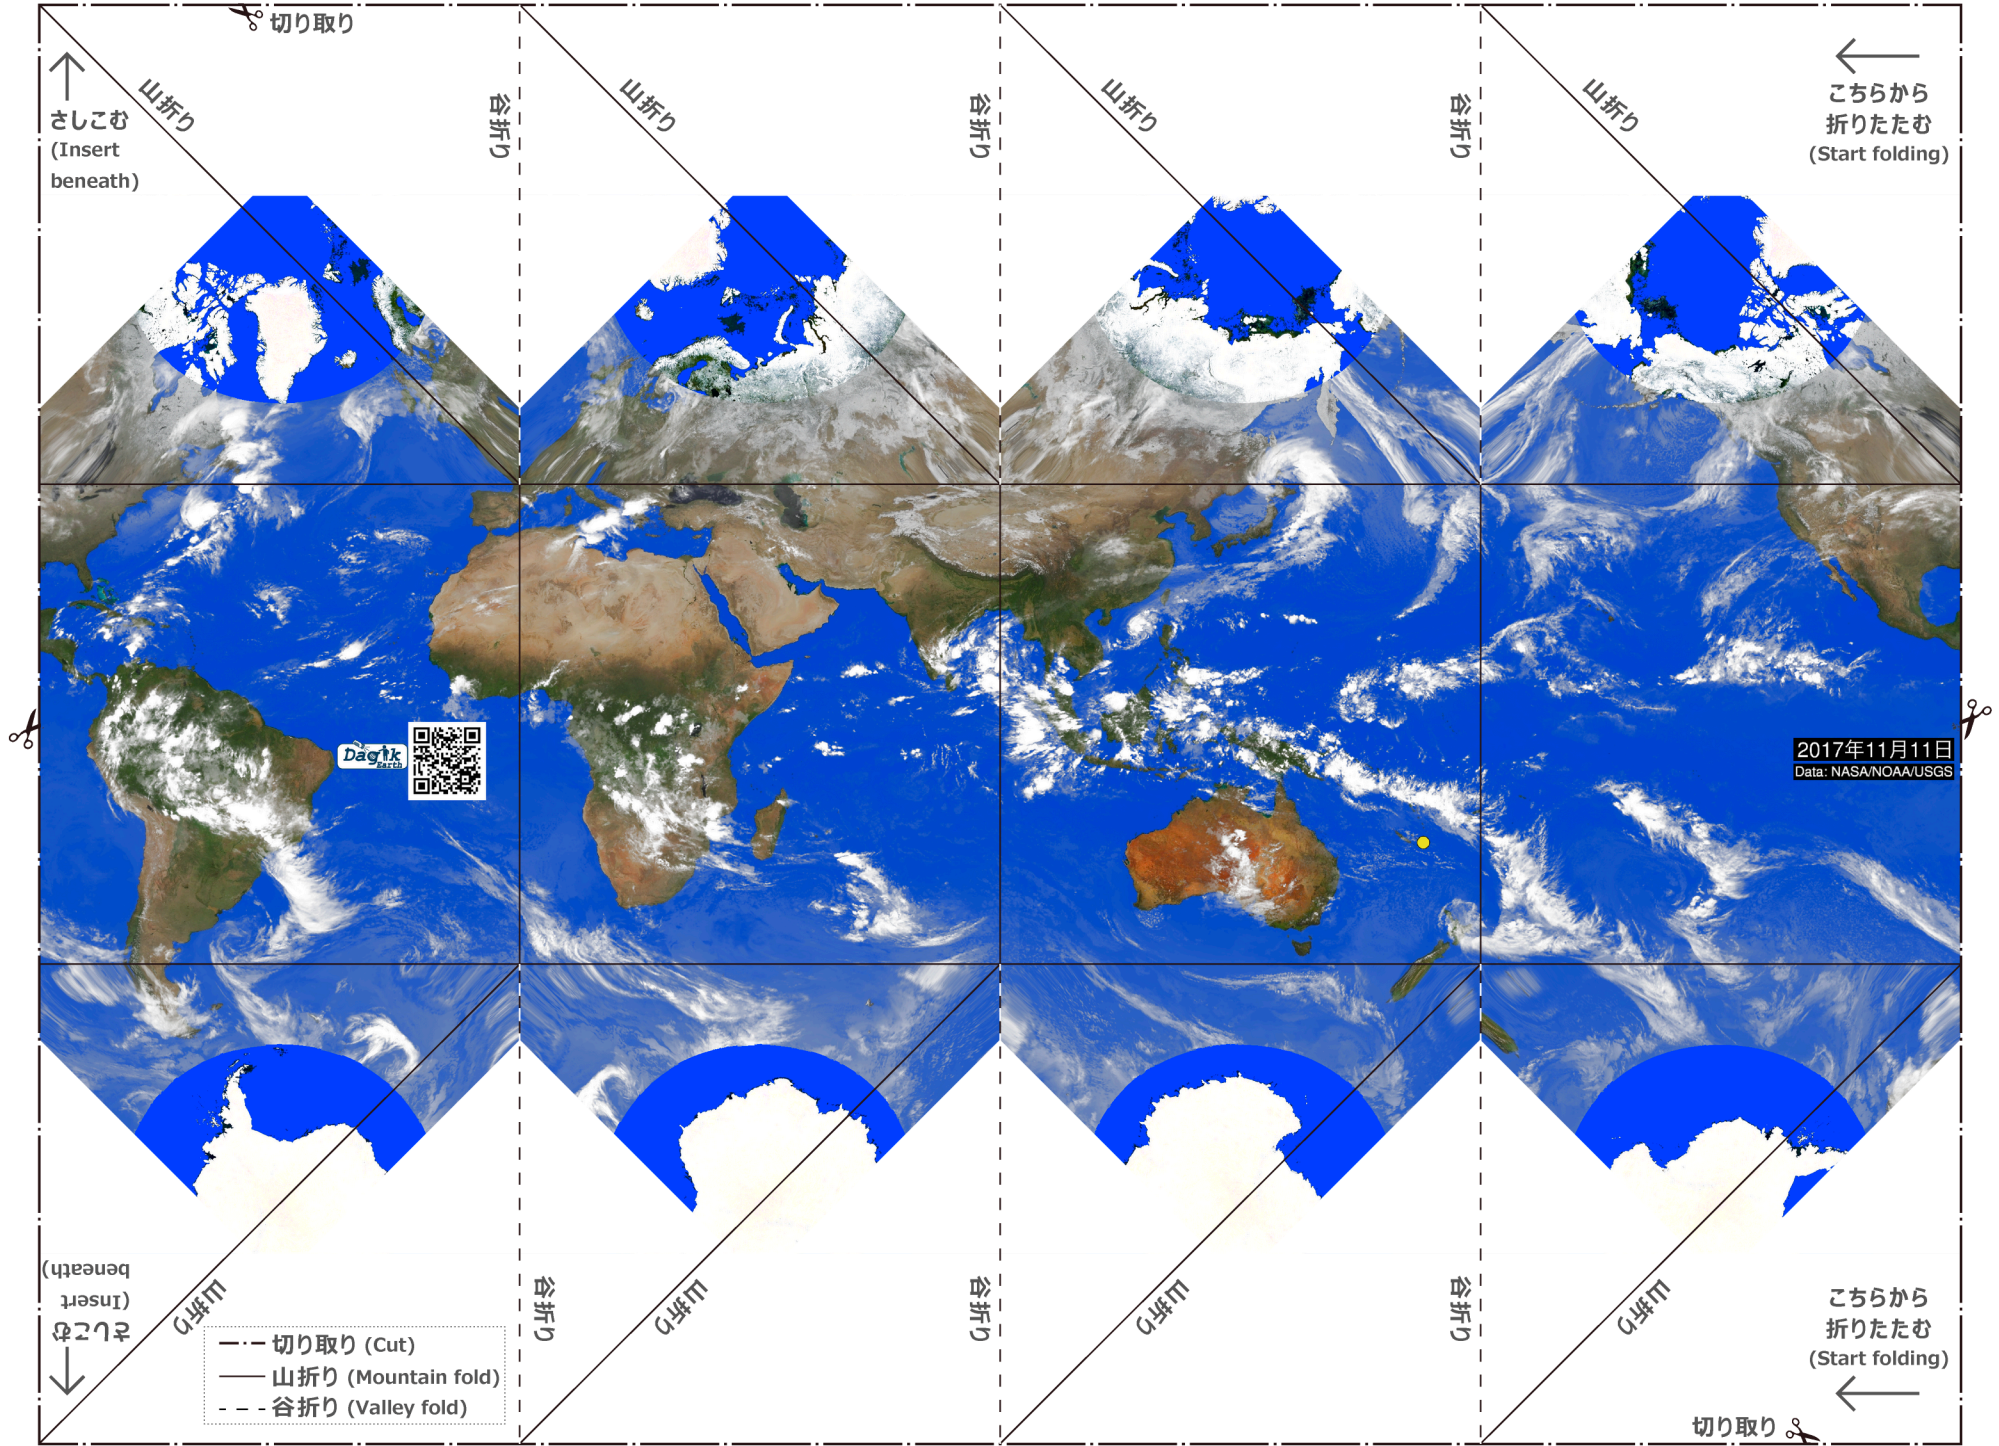 切り取り
さしこむ
(Insert
beneath)
山折り
谷折り
山折り
谷折り
山折り
谷折り
山折り
こちらから
折りたたむ
(Start folding)
Dagik
Earth
2017年11月11日
Data: NASA/NOAA/USGS
さしこむ
(Insert
beneath)
山折り
谷折り
山折り
谷折り
山折り
谷折り
山折り
こちらから
折りたたむ
(Start folding)
切り取り (Cut)
山折り (Mountain fold)
谷折り (Valley fold)
切り取り